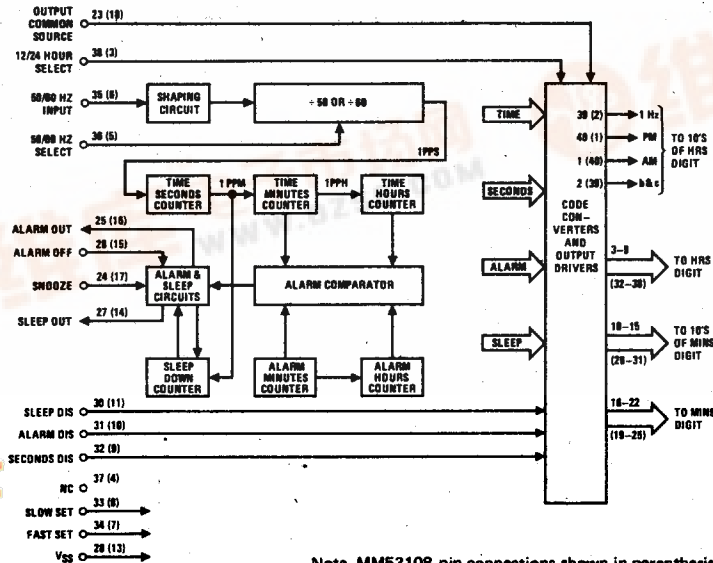 OUTPUT
COMMON
SOURCE
23 (18)
12/24 HOUR
SELECT
38 (3)
50/60 HZ
INPUT
35 (6)
SHAPING
CIRCUIT
÷ 50 OR ÷ 60
50/60 HZ
SELECT
36 (5)
1PPS
TIME
SECONDS
COUNTER
1 PPM
TIME
MINUTES
COUNTER
1PPH
TIME
HOURS
COUNTER
ALARM OUT
25 (16)
ALARM OFF
26 (15)
SNOOZE
24 (17)
SLEEP OUT
27 (14)
ALARM &
SLEEP
CIRCUITS
ALARM COMPARATOR
SLEEP
DOWN
COUNTER
ALARM
MINUTES
COUNTER
ALARM
HOURS
COUNTER
SLEEP DIS
30 (11)
ALARM DIS
31 (10)
SECONDS DIS
32 (9)
NC
37 (4)
SLOW SET
33 (8)
FAST SET
34 (7)
VSS
28 (13)
TIME
SECONDS
ALARM
SLEEP
39 (2)
40 (1)
1 (40)
2 (39)
CODE
CON–
VERTERS
AND
OUTPUT
DRIVERS
1 Hz
PM
AM
b & c
TO 10'S
OF HRS
DIGIT
3–9
(32–38)
TO HRS
DIGIT
10–15
(26–31)
TO 10'S
OF MINS
DIGIT
16–22
(19–25)
TO MINS
DIGIT